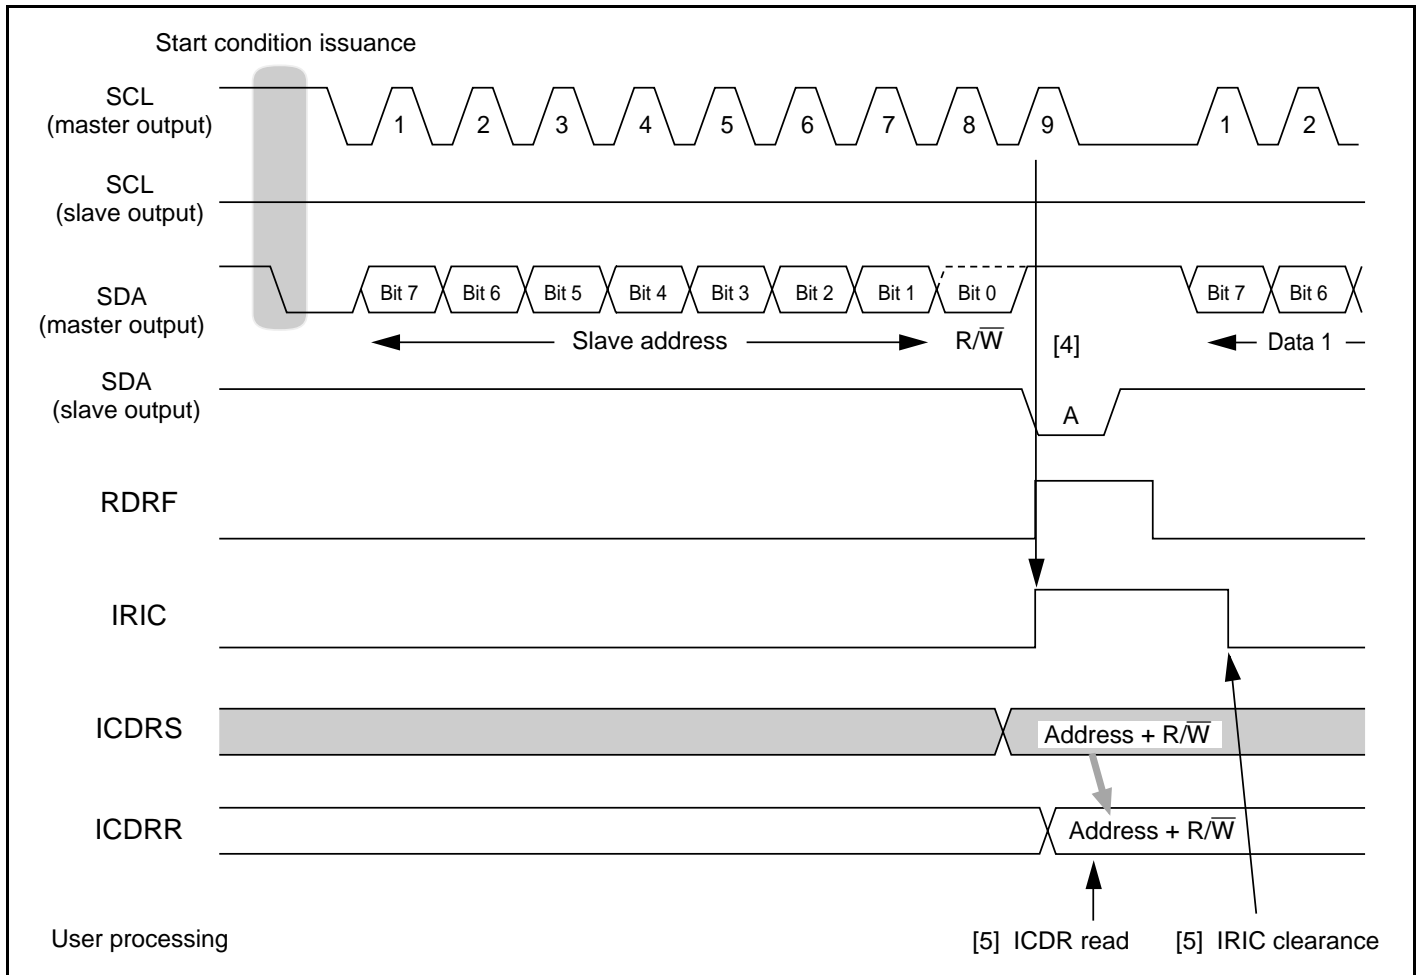 Start condition issuance
SCL
(master output)
1 2 3 4 5 6 7 8 9 1 2
SCL
(slave output)
SDA
(master output)
Bit 7 Bit 6 Bit 5 Bit 4 Bit 3 Bit 2 Bit 1 Bit 0 Bit 7 Bit 6
Slave address R/W̅ [4] Data 1
SDA
(slave output)
A
RDRF
IRIC
ICDRS
Address + R/W̅
ICDRR
Address + R/W̅
User processing
[5] ICDR read
[5] IRIC clearance